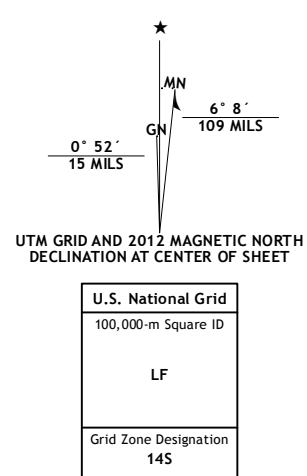 ★
MN
6° 8´
109 MILS
GN
0° 52´
15 MILS
UTM GRID AND 2012 MAGNETIC NORTH
DECLINATION AT CENTER OF SHEET
U.S. National Grid
100,000-m Square ID
LF
Grid Zone Designation
14S